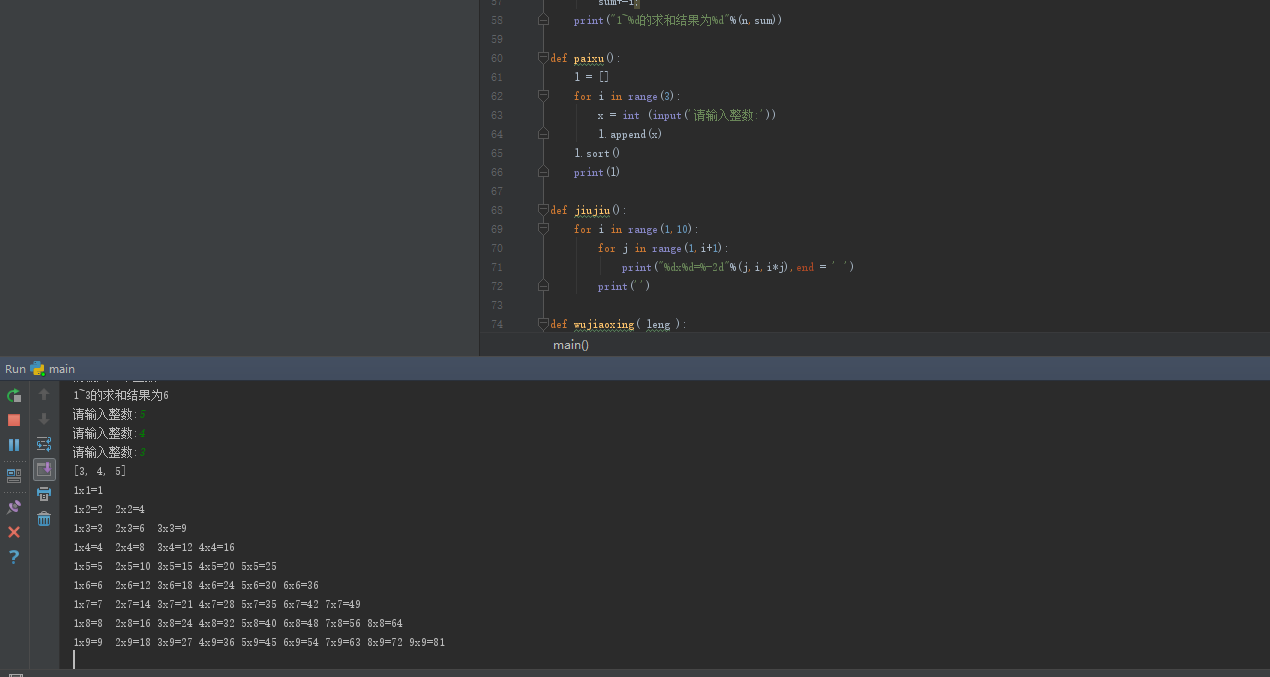 57 sum+=i;
58 print("1~%d的求和结果为%d"%(n,sum))
59
60 def paixu():
61 l = []
62 for i in range(3):
63 x = int (input('请输入整数:'))
64 l.append(x)
65 l.sort()
66 print(l)
67
68 def jiujiu():
69 for i in range(1,10):
70 for j in range(1,i+1):
71 print("%dx%d=%-2d"%(j,i,i*j),end = ' ')
72 print('')
73
74 def wujiaoxing( leng ):
main()
Run main
1~3的求和结果为6
请输入整数:5
请输入整数:4
请输入整数:3
[3, 4, 5]
1x1=1
1x2=2  2x2=4
1x3=3  2x3=6  3x3=9
1x4=4  2x4=8  3x4=12 4x4=16
1x5=5  2x5=10 3x5=15 4x5=20 5x5=25
1x6=6  2x6=12 3x6=18 4x6=24 5x6=30 6x6=36
1x7=7  2x7=14 3x7=21 4x7=28 5x7=35 6x7=42 7x7=49
1x8=8  2x8=16 3x8=24 4x8=32 5x8=40 6x8=48 7x8=56 8x8=64
1x9=9  2x9=18 3x9=27 4x9=36 5x9=45 6x9=54 7x9=63 8x9=72 9x9=81